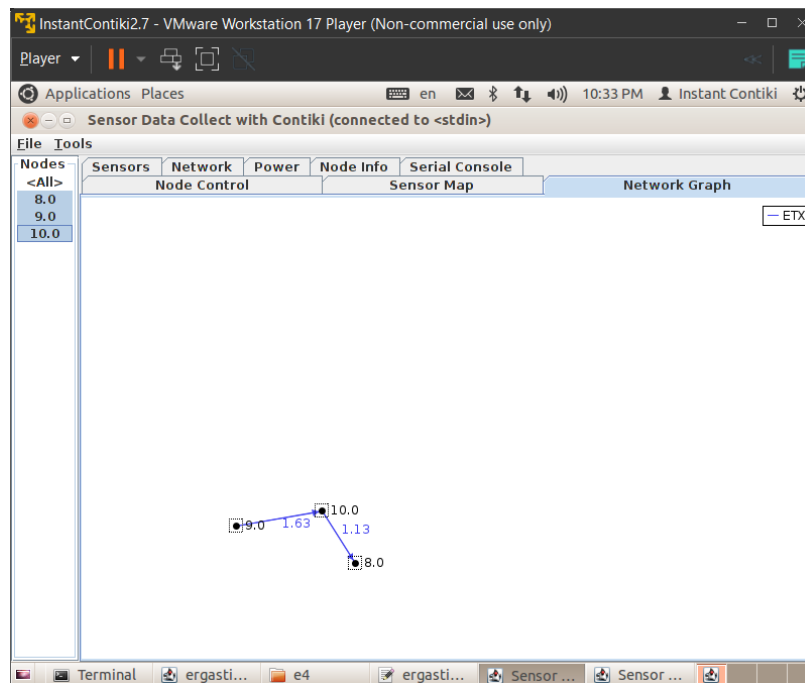 InstantContiki2.7 - VMware Workstation 17 Player (Non-commercial use only)
Player
Applications Places en 10:33 PM Instant Contiki
Sensor Data Collect with Contiki (connected to <stdin>)
File Tools
Nodes
<All>
8.0
9.0
10.0
Sensors Network Power Node Info Serial Console
Node Control Sensor Map Network Graph
ETX
10.0
9.0 1.63 1.13
8.0
Terminal ergasti... e4 ergasti... Sensor ... Sensor ...